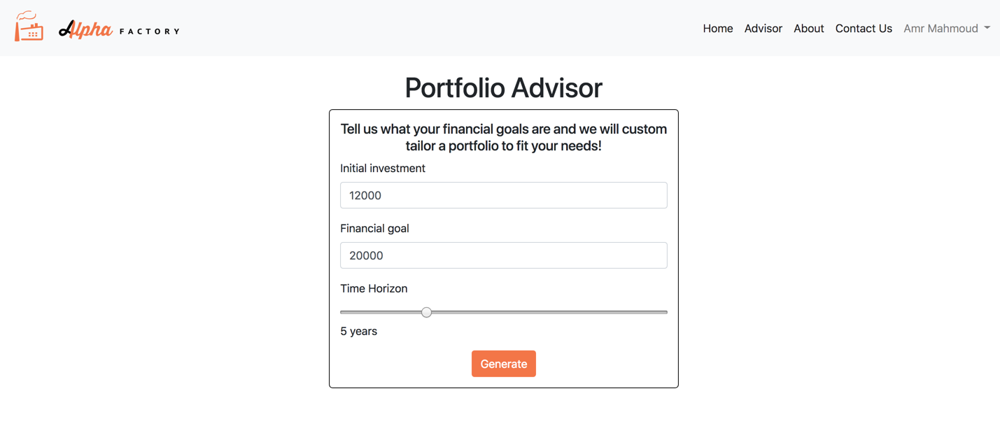 Alpha FACTORY
Home Advisor About Contact Us Amr Mahmoud
Portfolio Advisor
Tell us what your financial goals are and we will custom
tailor a portfolio to fit your needs!
Initial investment
12000
Financial goal
20000
Time Horizon
5 years
Generate